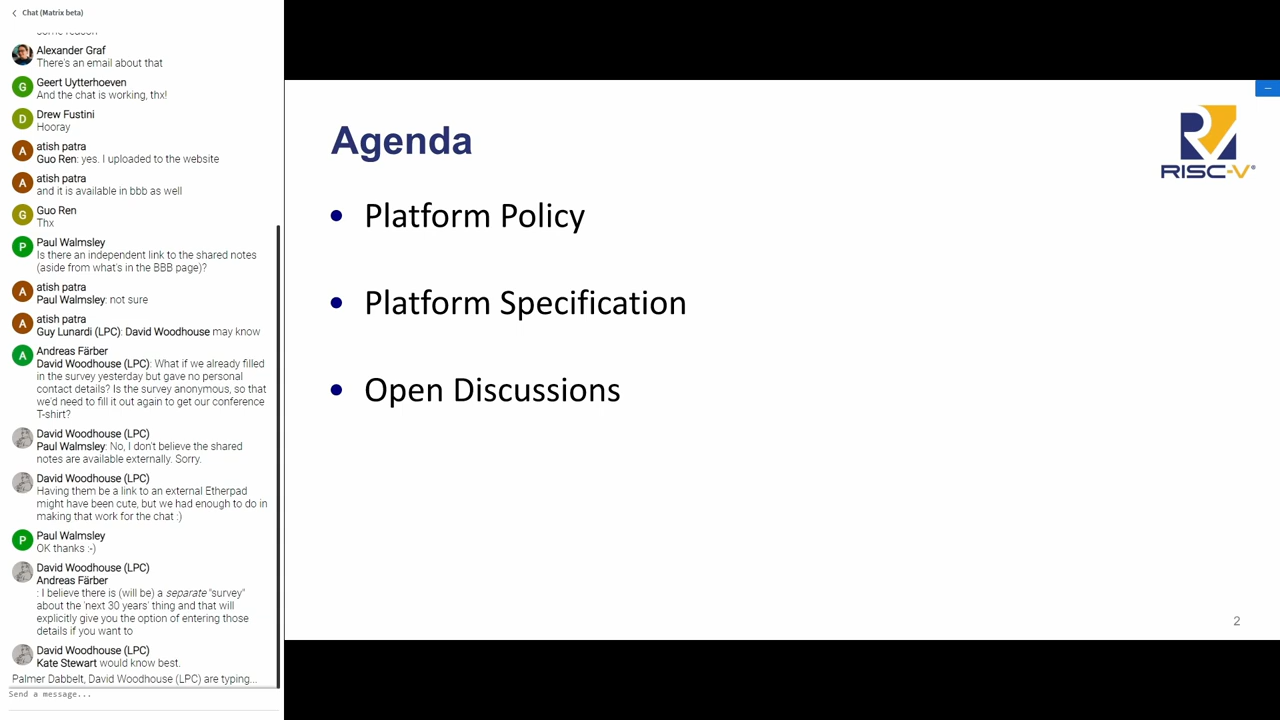 Chat (Matrix beta)
some reason
Alexander Graf
There's an email about that
G
Geert Uytterhoeven
And the chat is working, thx!
D
Drew Fustini
Hooray
A
atish patra
Guo Ren: yes. I uploaded to the website
A
atish patra
and it is available in bbb as well
G
Guo Ren
Thx
P
Paul Walmsley
Is there an independent link to the shared notes
(aside from what's in the BBB page)?
A
atish patra
Paul Walmsley: not sure
A
atish patra
Guy Lunardi (LPC): David Woodhouse may know
A
Andreas Färber
David Woodhouse (LPC): What if we already filled
in the survey yesterday but gave no personal
contact details? Is the survey anonymous, so that
we'd need to fill it out again to get our conference
T-shirt?
David Woodhouse (LPC)
Paul Walmsley: No, I don't believe the shared
notes are available externally. Sorry.
David Woodhouse (LPC)
Having them be a link to an external Etherpad
might have been cute, but we had enough to do in
making that work for the chat :)
P
Paul Walmsley
OK thanks :-)
David Woodhouse (LPC)
Andreas Färber
: I believe there is (will be) a separate "survey"
about the 'next 30 years' thing and that will
explicitly give you the option of entering those
details if you want to
David Woodhouse (LPC)
Kate Stewart would know best.
Palmer Dabbelt, David Woodhouse (LPC) are typing...
Send a message...
Agenda
RISC-V®
• Platform Policy
• Platform Specification
• Open Discussions
2